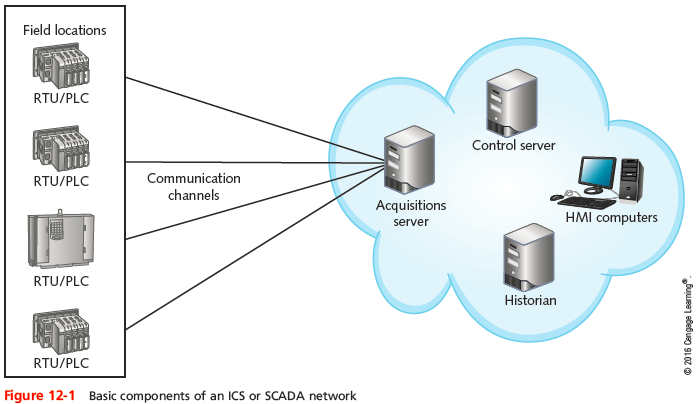 Field locations
RTU/PLC
RTU/PLC
RTU/PLC
RTU/PLC
Communication
channels
Acquisitions
server
Control server
HMI computers
Historian
© 2016 Cengage Learning®.
Figure 12-1 Basic components of an ICS or SCADA network